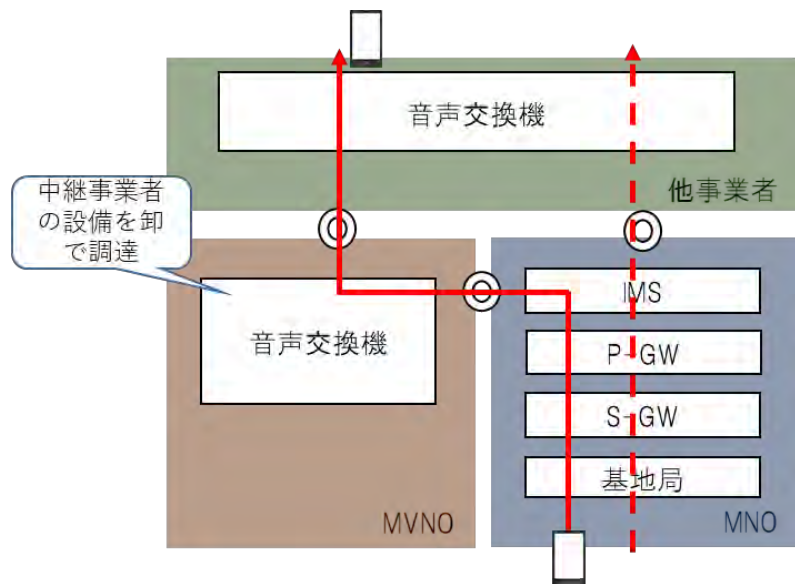 音声交換機
他事業者
中継事業者
の設備を卸
で調達
音声交換機
MVNO
IMS
P-GW
S-GW
基地局
MNO